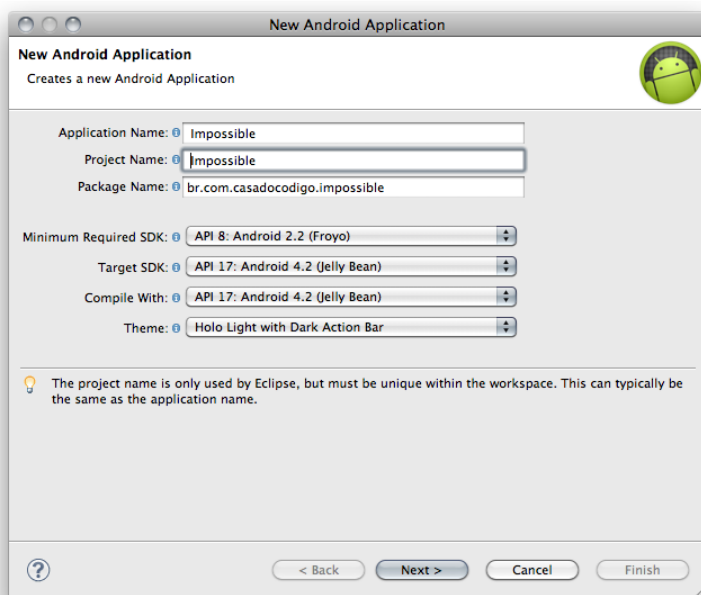 New Android Application
New Android Application
Creates a new Android Application
Application Name: Impossible
Project Name: Impossible
Package Name: br.com.casadocodigo.impossible
Minimum Required SDK: API 8: Android 2.2 (Froyo)
Target SDK: API 17: Android 4.2 (Jelly Bean)
Compile With: API 17: Android 4.2 (Jelly Bean)
Theme: Holo Light with Dark Action Bar
The project name is only used by Eclipse, but must be unique within the workspace. This can typically be
the same as the application name.
? < Back Next > Cancel Finish